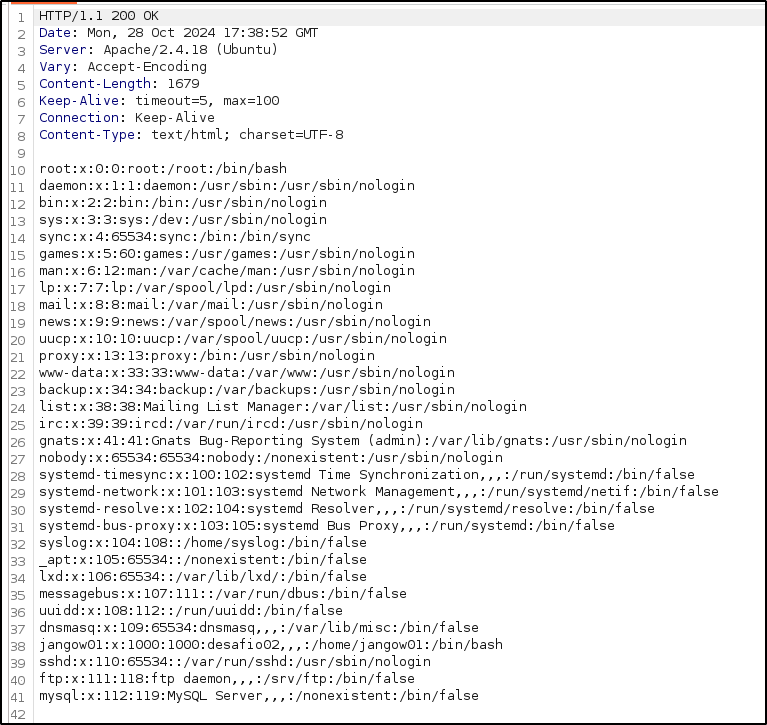 1 HTTP/1.1 200 OK
2 Date: Mon, 28 Oct 2024 17:38:52 GMT
3 Server: Apache/2.4.18 (Ubuntu)
4 Vary: Accept-Encoding
5 Content-Length: 1679
6 Keep-Alive: timeout=5, max=100
7 Connection: Keep-Alive
8 Content-Type: text/html; charset=UTF-8
9
10 root:x:0:0:root:/root:/bin/bash
11 daemon:x:1:1:daemon:/usr/sbin:/usr/sbin/nologin
12 bin:x:2:2:bin:/bin:/usr/sbin/nologin
13 sys:x:3:3:sys:/dev:/usr/sbin/nologin
14 sync:x:4:65534:sync:/bin:/bin/sync
15 games:x:5:60:games:/usr/games:/usr/sbin/nologin
16 man:x:6:12:man:/var/cache/man:/usr/sbin/nologin
17 lp:x:7:7:lp:/var/spool/lpd:/usr/sbin/nologin
18 mail:x:8:8:mail:/var/mail:/usr/sbin/nologin
19 news:x:9:9:news:/var/spool/news:/usr/sbin/nologin
20 uucp:x:10:10:uucp:/var/spool/uucp:/usr/sbin/nologin
21 proxy:x:13:13:proxy:/bin:/usr/sbin/nologin
22 www-data:x:33:33:www-data:/var/www:/usr/sbin/nologin
23 backup:x:34:34:backup:/var/backups:/usr/sbin/nologin
24 list:x:38:38:Mailing List Manager:/var/list:/usr/sbin/nologin
25 irc:x:39:39:ircd:/var/run/ircd:/usr/sbin/nologin
26 gnats:x:41:41:Gnats Bug-Reporting System (admin):/var/lib/gnats:/usr/sbin/nologin
27 nobody:x:65534:65534:nobody:/nonexistent:/usr/sbin/nologin
28 systemd-timesync:x:100:102:systemd Time Synchronization,,,:/run/systemd:/bin/false
29 systemd-network:x:101:103:systemd Network Management,,,:/run/systemd/netif:/bin/false
30 systemd-resolve:x:102:104:systemd Resolver,,,:/run/systemd/resolve:/bin/false
31 systemd-bus-proxy:x:103:105:systemd Bus Proxy,,,:/run/systemd:/bin/false
32 syslog:x:104:108::/home/syslog:/bin/false
33 _apt:x:105:65534::/nonexistent:/bin/false
34 lxd:x:106:65534::/var/lib/lxd/:/bin/false
35 messagebus:x:107:111::/var/run/dbus:/bin/false
36 uuidd:x:108:112::/run/uuidd:/bin/false
37 dnsmasq:x:109:65534:dnsmasq,,,:/var/lib/misc:/bin/false
38 jangow01:x:1000:1000:desafio02,,,:/home/jangow01:/bin/bash
39 sshd:x:110:65534::/var/run/sshd:/usr/sbin/nologin
40 ftp:x:111:118:ftp daemon,,,:/srv/ftp:/bin/false
41 mysql:x:112:119:MySQL Server,,,:/nonexistent:/bin/false
42